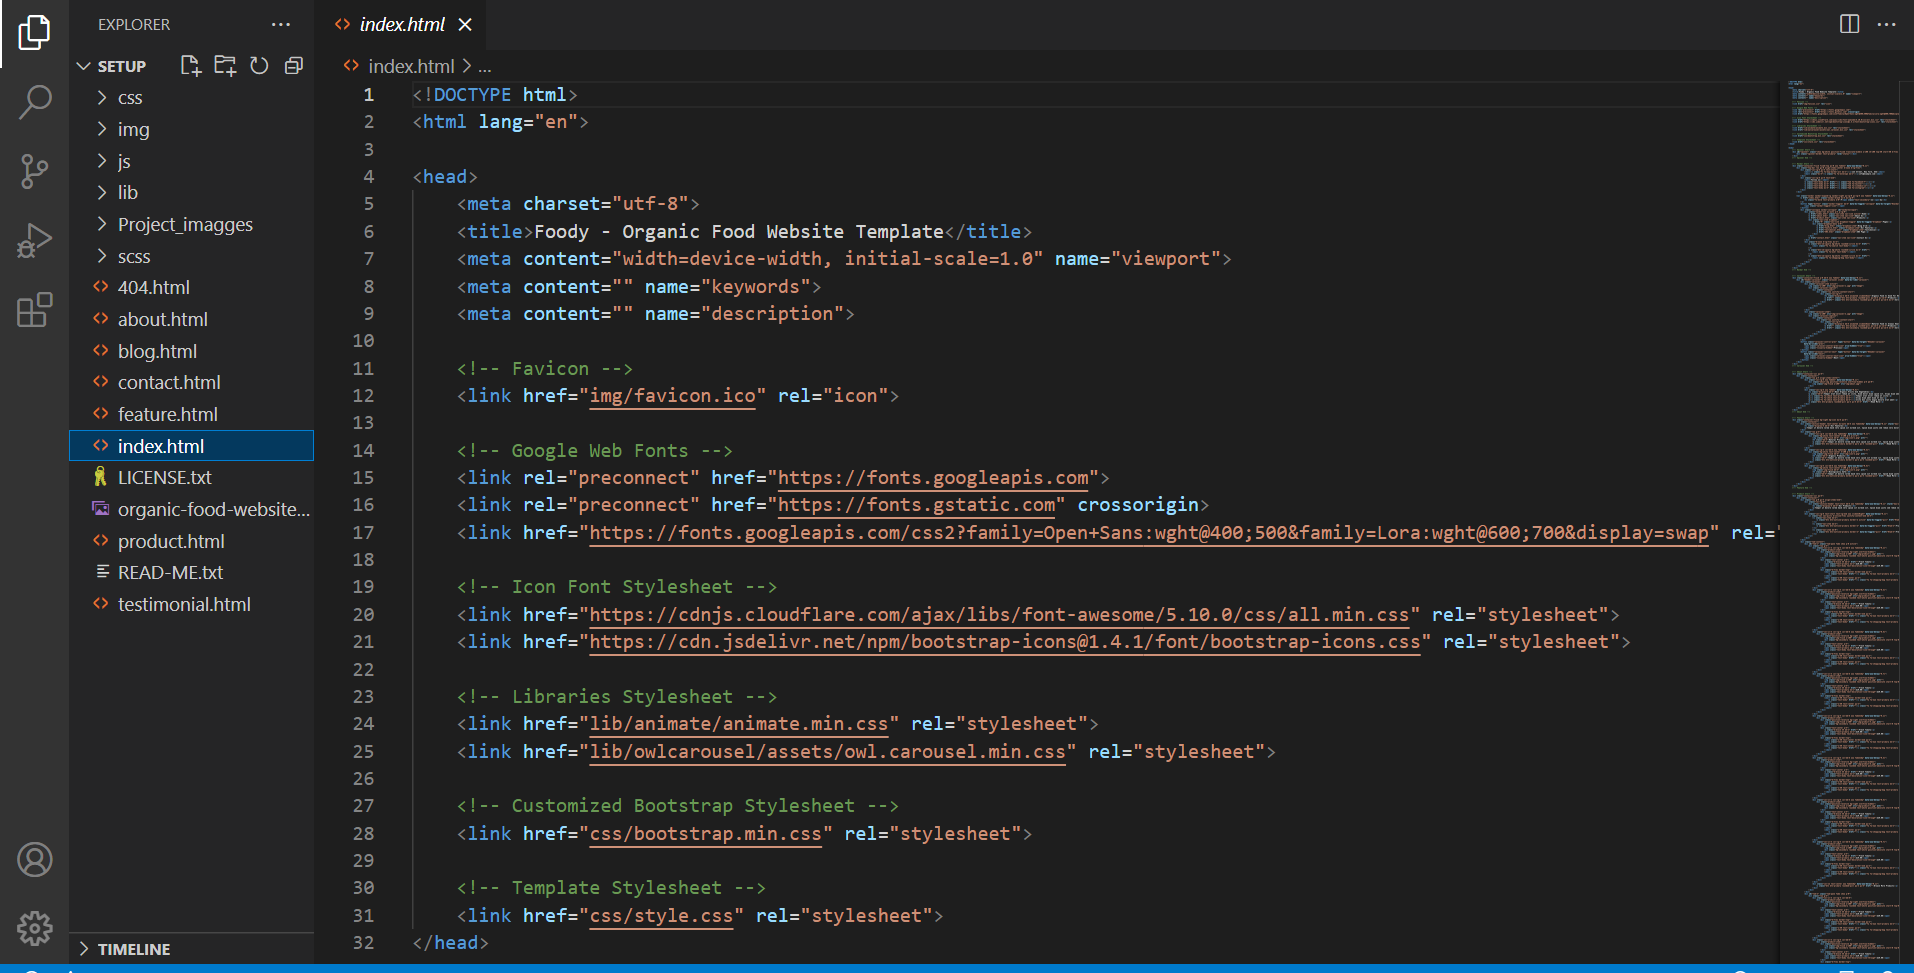 EXPLORER
SETUP
css
img
js
lib
Project_imagges
scss
404.html
about.html
blog.html
contact.html
feature.html
index.html
LICENSE.txt
organic-food-website...
product.html
READ-ME.txt
testimonial.html
TIMELINE
index.html
index.html > ...
1 <!DOCTYPE html>
2 <html lang="en">
3
4 <head>
5 <meta charset="utf-8">
6 <title>Foody - Organic Food Website Template</title>
7 <meta content="width=device-width, initial-scale=1.0" name="viewport">
8 <meta content="" name="keywords">
9 <meta content="" name="description">
10
11 <!-- Favicon -->
12 <link href="img/favicon.ico" rel="icon">
13
14 <!-- Google Web Fonts -->
15 <link rel="preconnect" href="https://fonts.googleapis.com">
16 <link rel="preconnect" href="https://fonts.gstatic.com" crossorigin>
17 <link href="https://fonts.googleapis.com/css2?family=Open+Sans:wght@400;500&family=Lora:wght@600;700&display=swap" rel="
18
19 <!-- Icon Font Stylesheet -->
20 <link href="https://cdnjs.cloudflare.com/ajax/libs/font-awesome/5.10.0/css/all.min.css" rel="stylesheet">
21 <link href="https://cdn.jsdelivr.net/npm/bootstrap-icons@1.4.1/font/bootstrap-icons.css" rel="stylesheet">
22
23 <!-- Libraries Stylesheet -->
24 <link href="lib/animate/animate.min.css" rel="stylesheet">
25 <link href="lib/owlcarousel/assets/owl.carousel.min.css" rel="stylesheet">
26
27 <!-- Customized Bootstrap Stylesheet -->
28 <link href="css/bootstrap.min.css" rel="stylesheet">
29
30 <!-- Template Stylesheet -->
31 <link href="css/style.css" rel="stylesheet">
32 </head>